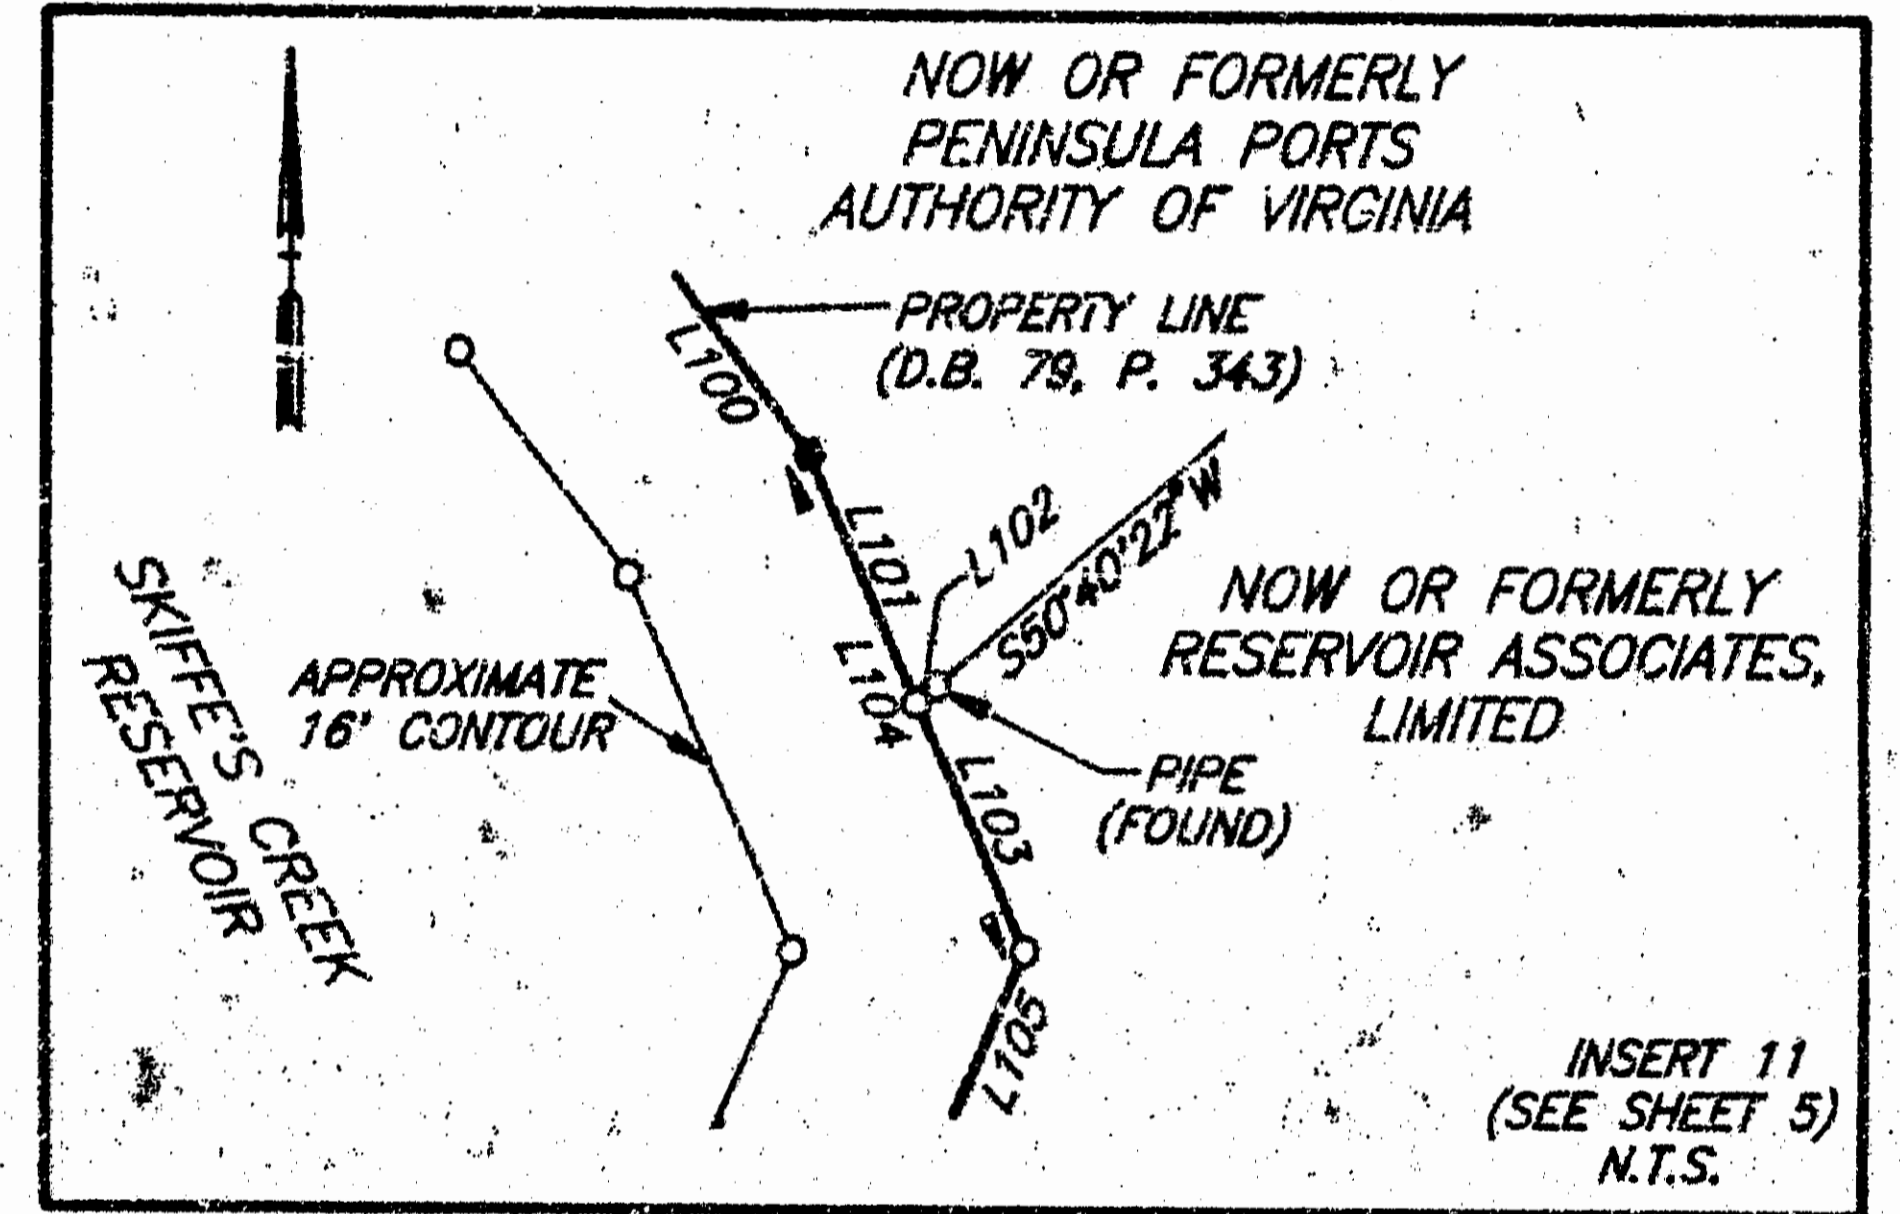 NOW OR FORMERLY
PENINSULA PORTS
AUTHORITY OF VIRGINIA
PROPERTY LINE
(D.B. 79, P. 343)
L100
L101
L102
S50°40'22"W
NOW OR FORMERLY
RESERVOIR ASSOCIATES,
LIMITED
L104
APPROXIMATE
16' CONTOUR
SKIFFE'S CREEK
RESERVOIR
PIPE
(FOUND)
L103
L105
INSERT 11
(SEE SHEET 5)
N.T.S.